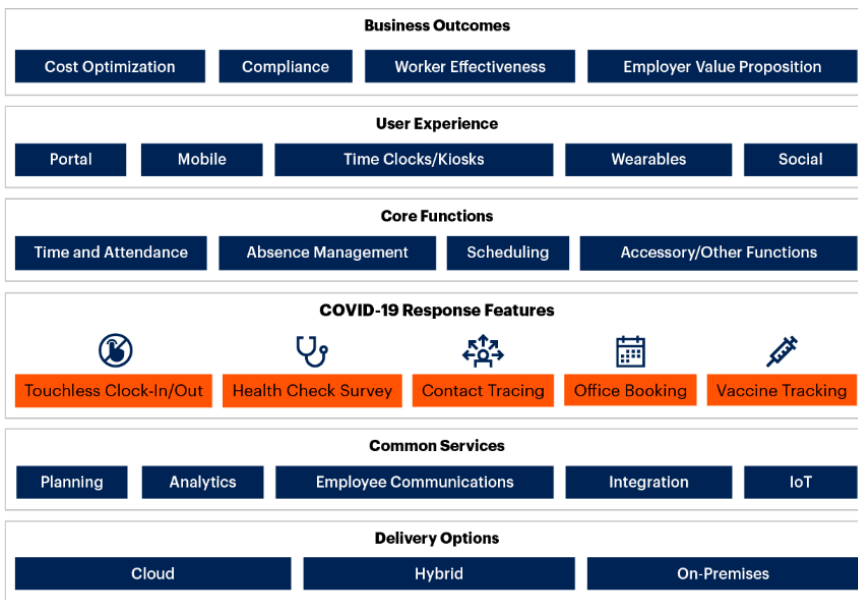 Business Outcomes
Cost Optimization Compliance Worker Effectiveness Employer Value Proposition
User Experience
Portal Mobile Time Clocks/Kiosks Wearables Social
Core Functions
Time and Attendance Absence Management Scheduling Accessory/Other Functions
COVID-19 Response Features
Touchless Clock-In/Out Health Check Survey Contact Tracing Office Booking Vaccine Tracking
Common Services
Planning Analytics Employee Communications Integration IoT
Delivery Options
Cloud Hybrid On-Premises